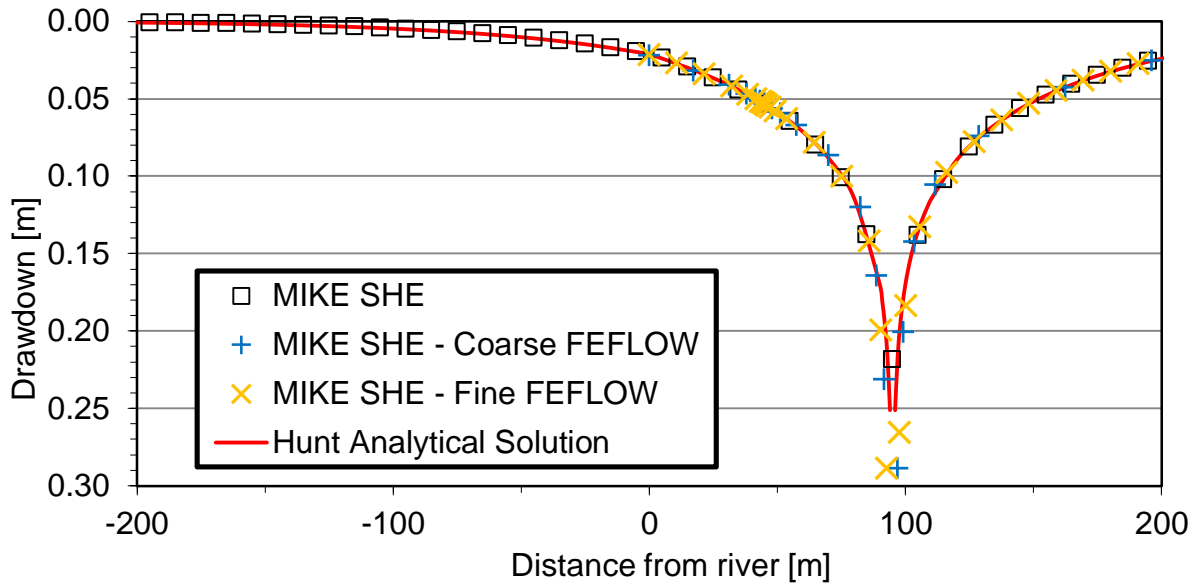 0.00
0.05
0.10
0.15
0.20
0.25
0.30
Drawdown [m]
MIKE SHE
MIKE SHE - Coarse FEFLOW
MIKE SHE - Fine FEFLOW
Hunt Analytical Solution
-200 -100 0 100 200
Distance from river [m]